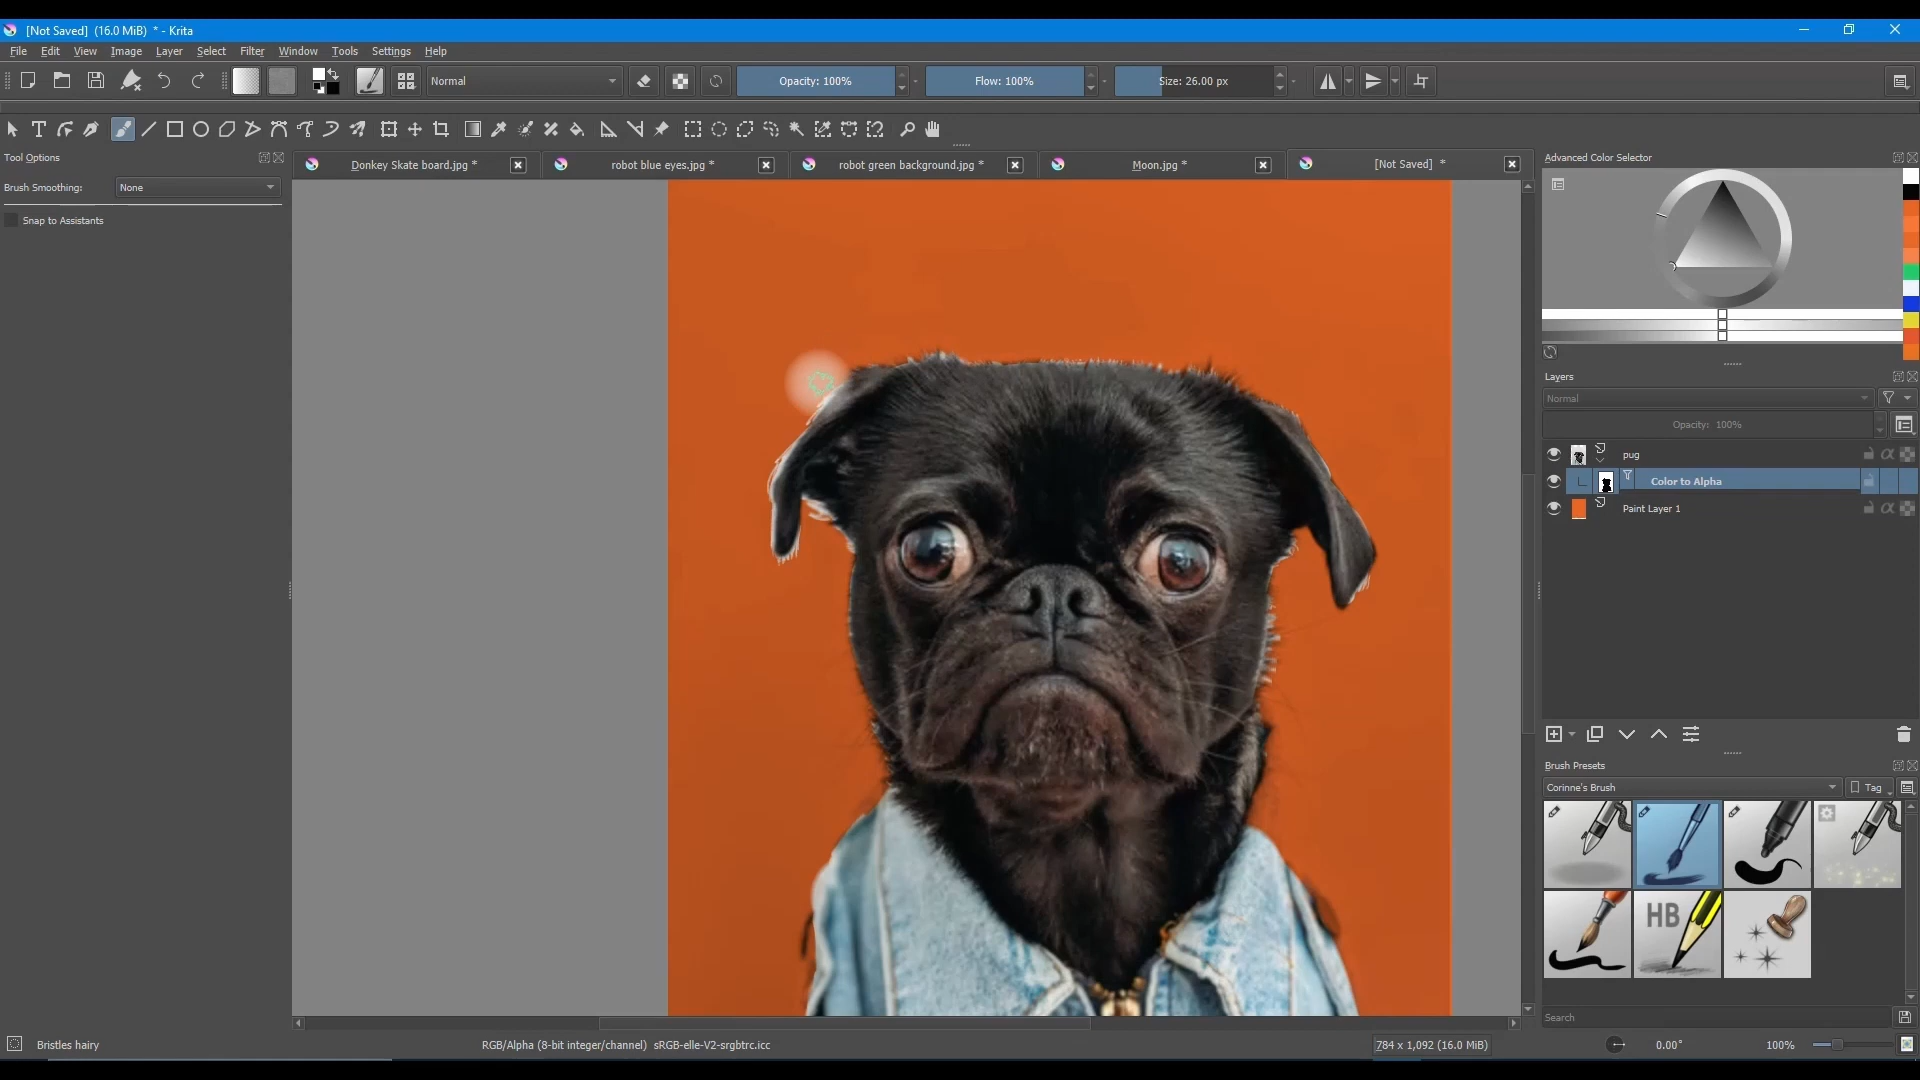 [Not Saved]  (16.0 MiB)  * - Krita
File Edit View Image Layer Select Filter Window Tools Settings Help
Normal Opacity: 100% Flow: 100% Size: 26.00 px
Tool Options
Donkey Skate board.jpg * robot blue eyes.jpg * robot green background.jpg * Moon.jpg * [Not Saved]  *
Advanced Color Selector
Brush Smoothing: None
Snap to Assistants
Layers
Normal
Opacity:  100%
pug
Color to Alpha
Paint Layer 1
Brush Presets
Corinne's Brush Tag
HB
Search
Bristles hairy RGB/Alpha (8-bit integer/channel)  sRGB-elle-V2-srgbtrc.icc 784 x 1,092 (16.0 MiB) 0.00° 100%